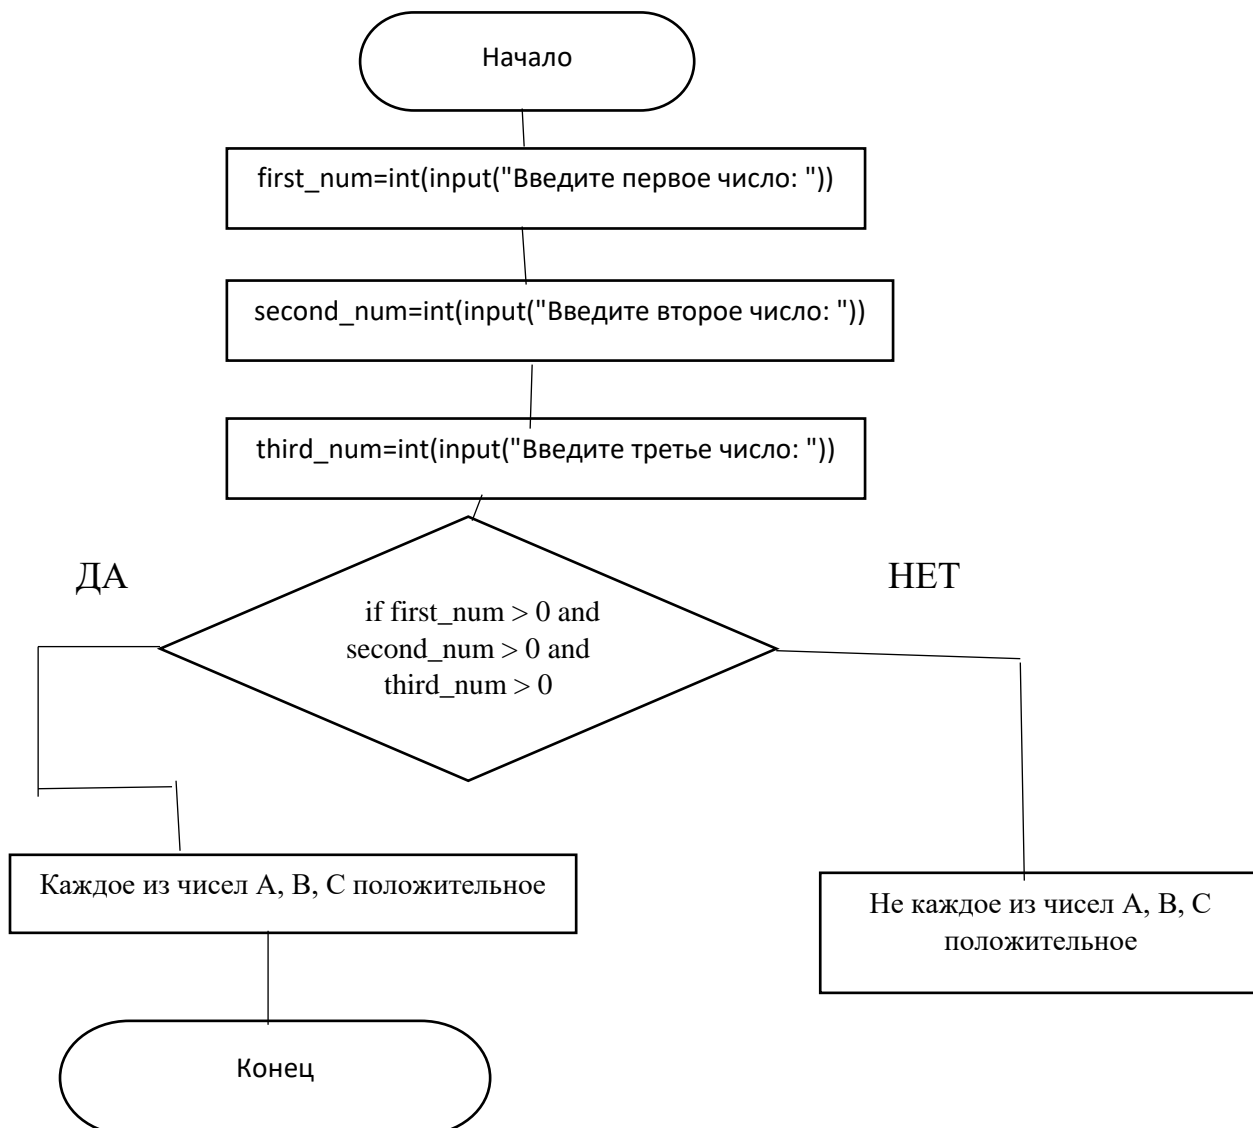 Начало
first_num=int(input("Введите первое число: "))
second_num=int(input("Введите второе число: "))
third_num=int(input("Введите третье число: "))
ДА
НЕТ
if first_num > 0 and
second_num > 0 and
third_num > 0
Каждое из чисел A, B, C положительное
Не каждое из чисел A, B, C
положительное
Конец